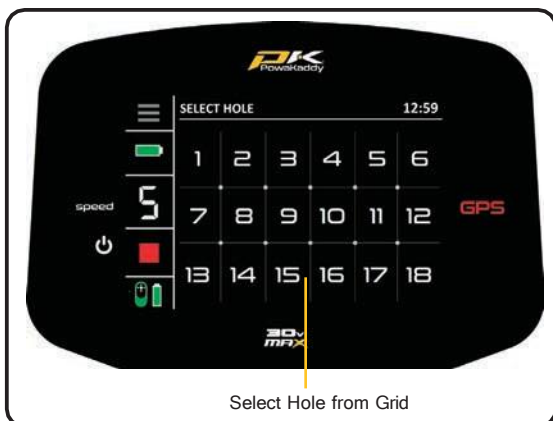 PK
PowaKaddy
SELECT HOLE 12:59
1 2 3 4 5 6
speed 5 7 8 9 10 11 12 GPS
13 14 15 16 17 18
30v
MAX
Select Hole from Grid